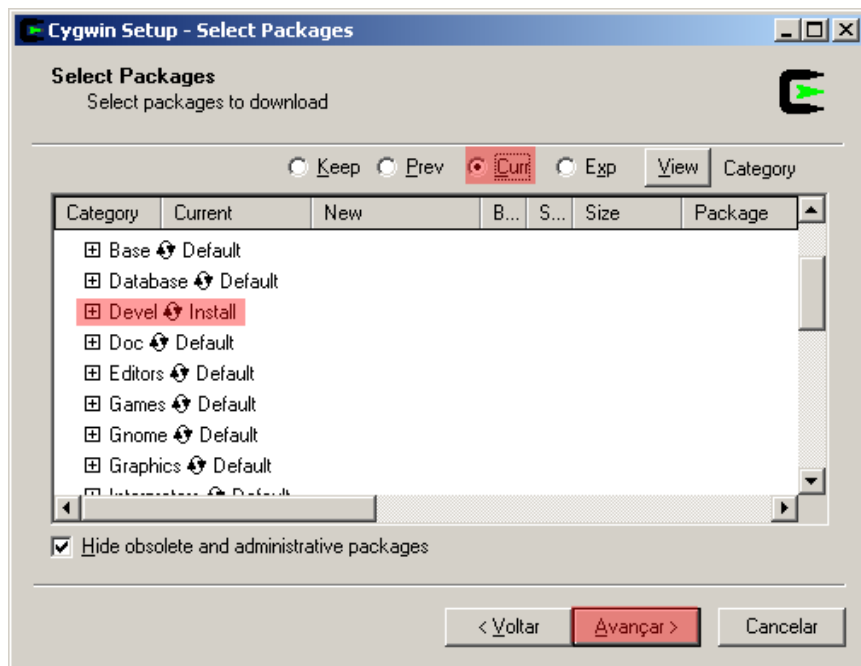 Cygwin Setup - Select Packages
Select Packages
Select packages to download
Keep Prev Curr Exp View Category
Category Current New B... S... Size Package
Base Default
Database Default
Devel Install
Doc Default
Editors Default
Games Default
Gnome Default
Graphics Default
Interpreters Default
Hide obsolete and administrative packages
< Voltar Avançar > Cancelar